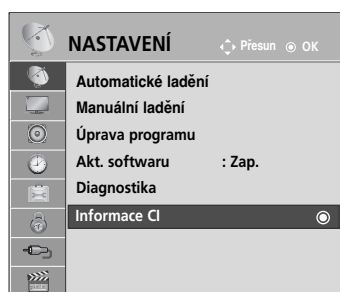 NASTAVENÍ Přesun OK
Automatické ladění
Manuální ladění
Úprava programu
Akt. softwaru : Zap.
Diagnostika
Informace CI